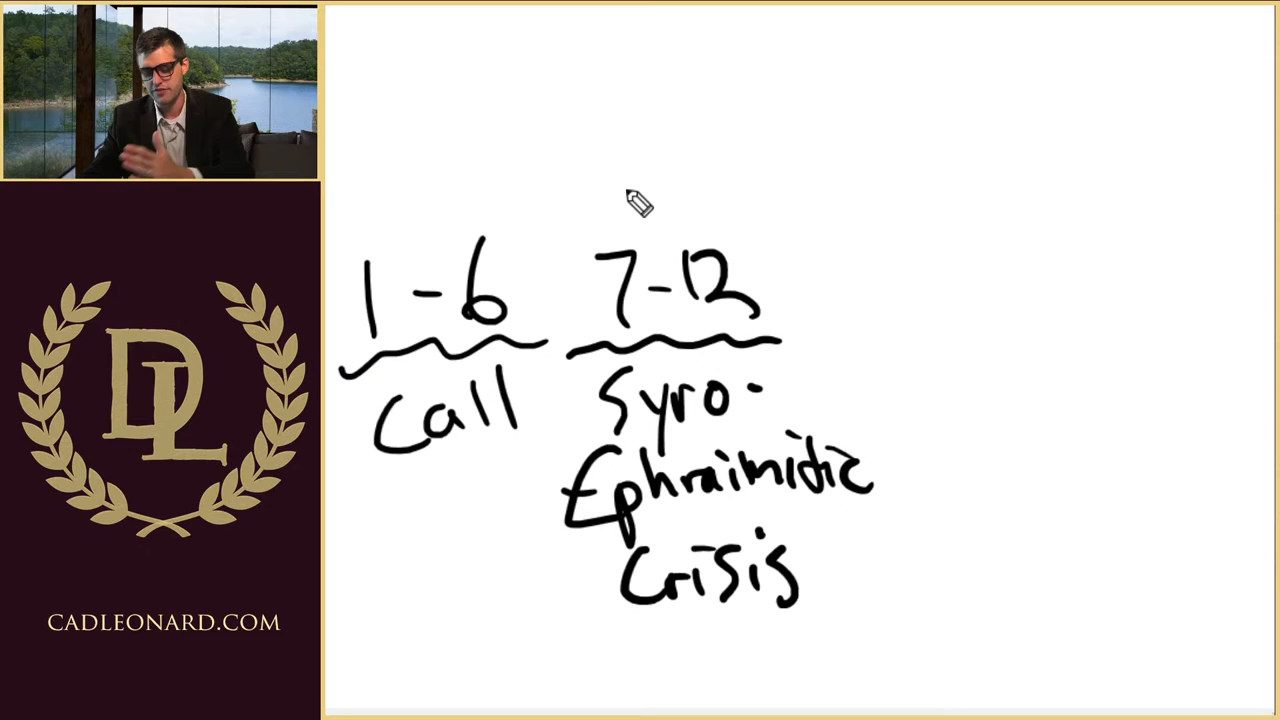 1-6 7-12
Call
Syro-
Ephraimitic
Crisis
DL
CADLEONARD.COM